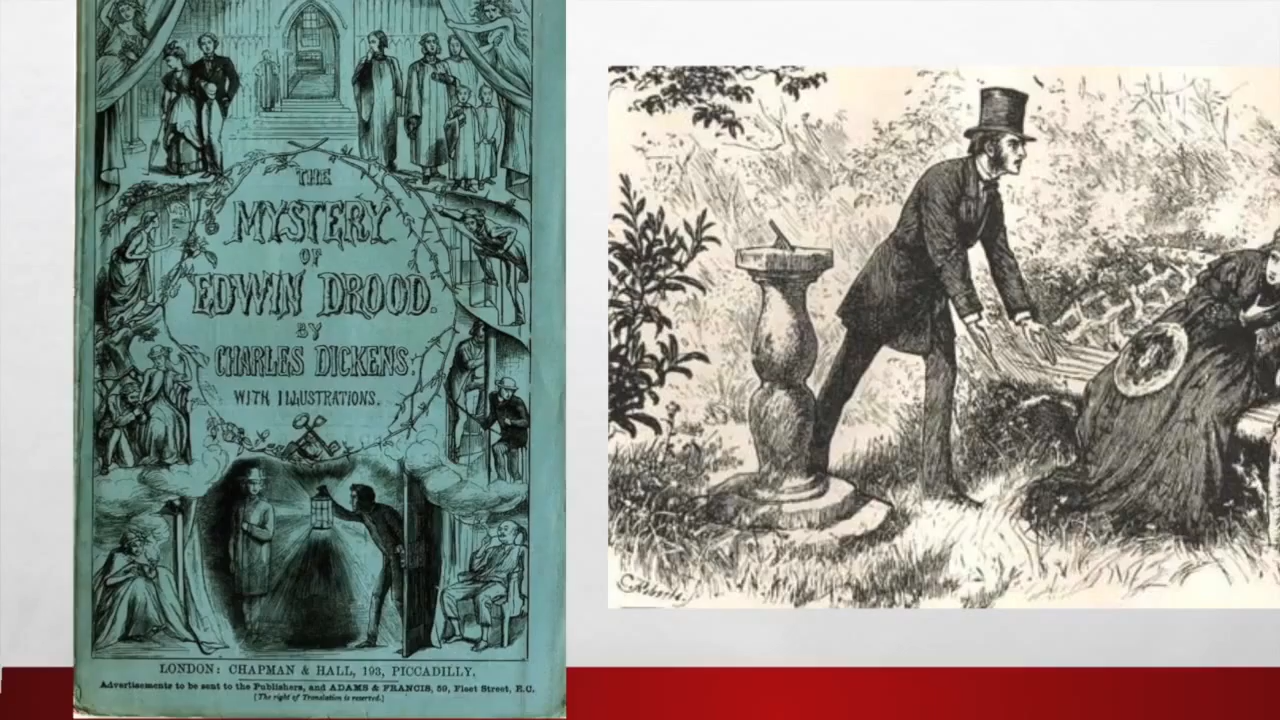 THE
MYSTERY
OF
EDWIN DROOD.
BY
CHARLES DICKENS.
WITH ILLUSTRATIONS.
LONDON: CHAPMAN & HALL, 193, PICCADILLY.
Advertisements to be sent to the Publishers, and ADAMS & FRANCIS, 59, Fleet Street, E.C.
[The right of Translation is reserved.]